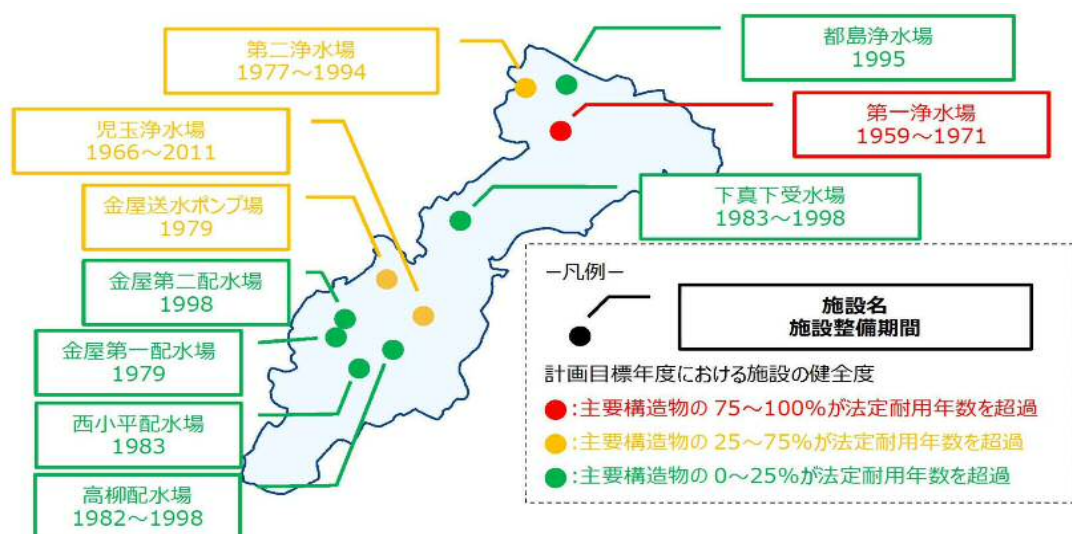 第二浄水場
1977～1994
都島浄水場
1995
児玉浄水場
1966～2011
第一浄水場
1959～1971
金屋送水ポンプ場
1979
下真下受水場
1983～1998
金屋第二配水場
1998
金屋第一配水場
1979
西小平配水場
1983
高柳配水場
1982～1998
－凡例－
施設名
施設整備期間
計画目標年度における施設の健全度
：主要構造物の 75～100%が法定耐用年数を超過
：主要構造物の 25～75%が法定耐用年数を超過
：主要構造物の 0～25%が法定耐用年数を超過